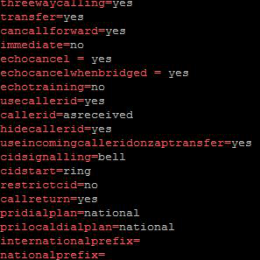 threewaycalling=yes
transfer=yes
cancallforward=yes
immediate=no
echocancel = yes
echocancelwhenbridged = yes
echotraining=no
usecallerid=yes
callerid=asreceived
hidecallerid=yes
useincomingcalleridonzaptransfer=yes
cidsignalling=bell
cidstart=ring
restrictcid=no
callreturn=yes
pridialplan=national
prilocaldialplan=national
internationalprefix=
nationalprefix=